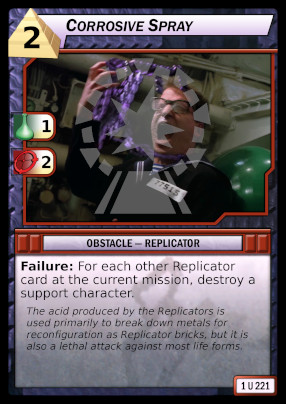 CORROSIVE SPRAY
2
1
2
OBSTACLE — REPLICATOR
Failure: For each other Replicator
card at the current mission, destroy a
support character.
The acid produced by the Replicators is
used primarily to break down metals for
reconfiguration as Replicator bricks, but it is
also a lethal attack against most life forms.
1 U 221